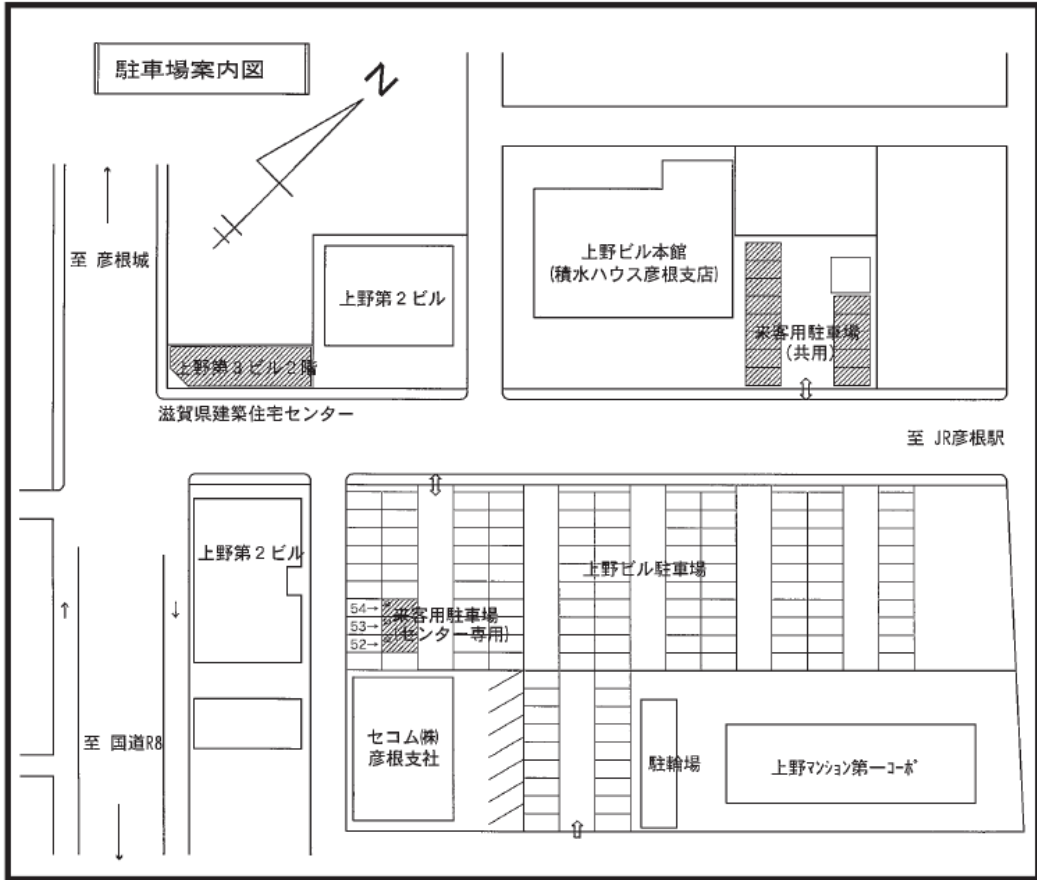 駐車場案内図
N
至 彦根城
上野第2ビル
上野ビル本館
(積水ハウス彦根支店)
来客用駐車場
(共用)
上野第3ビル2階
滋賀県建築住宅センター
至 JR彦根駅
上野第2ビル
上野ビル駐車場
54→
53→
52→
来客用駐車場
(センター専用)
至 国道R8
セコム㈱
彦根支社
駐輪場
上野マンション第一コーポ